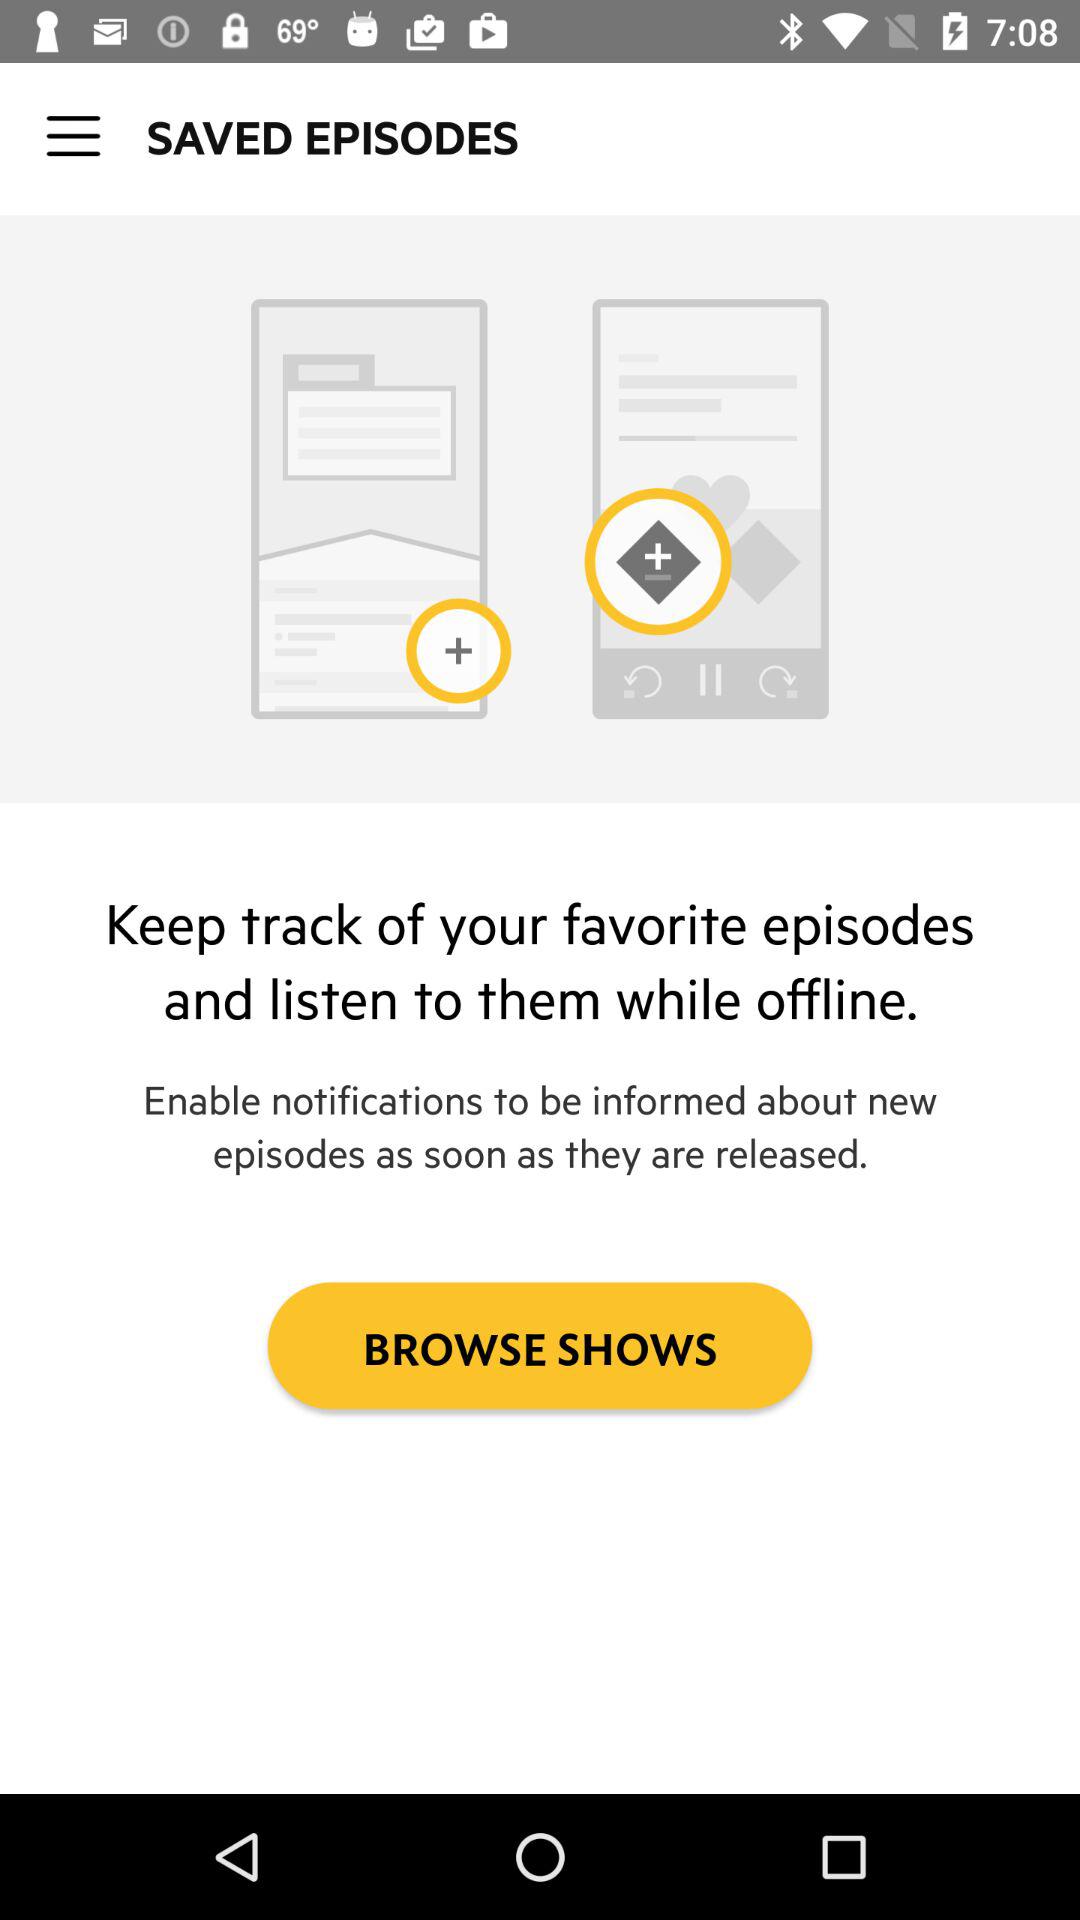 69° 7:08
SAVED EPISODES
Keep track of your favorite episodes
and listen to them while offline.
Enable notifications to be informed about new
episodes as soon as they are released.
BROWSE SHOWS